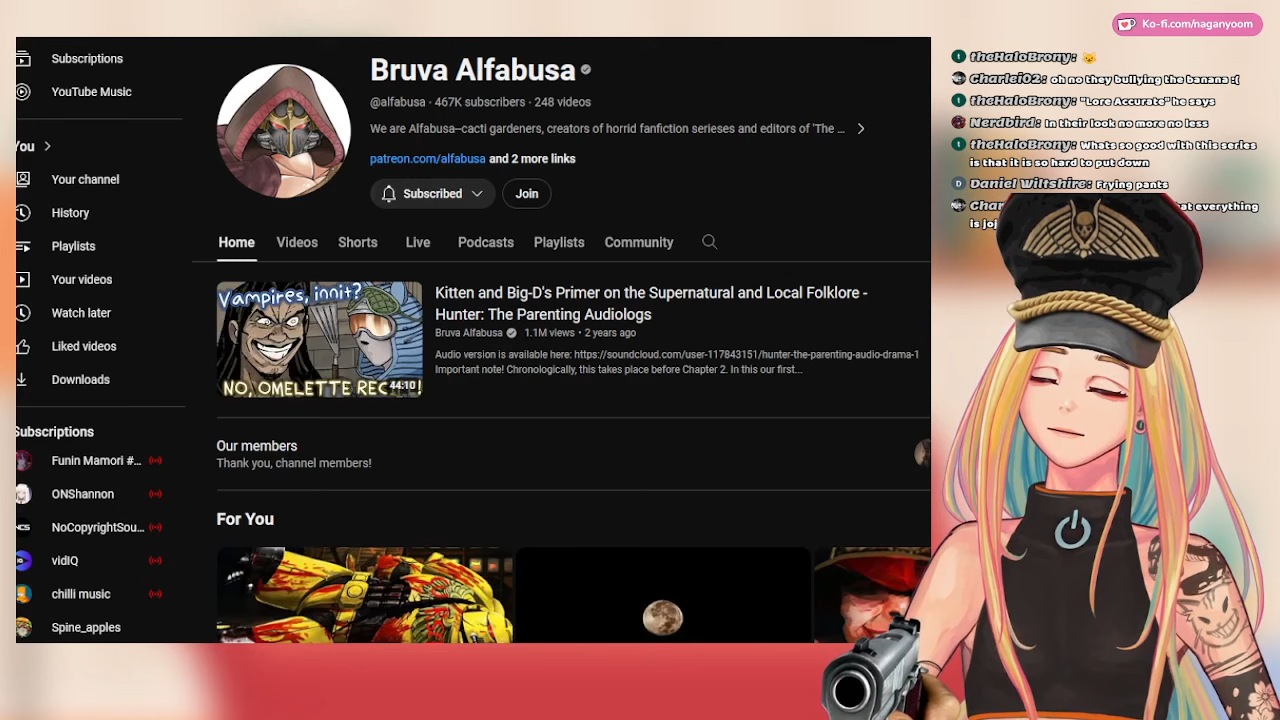 Ko-fi.com/naganyoom
Subscriptions
YouTube Music
You
Your channel
History
Playlists
Your videos
Watch later
Liked videos
Downloads
Subscriptions
Funin Mamori #...
ONShannon
NoCopyrightSou...
vidIQ
chilli music
Spine_apples
Bruva Alfabusa
@alfabusa · 467K subscribers · 248 videos
We are Alfabusa–cacti gardeners, creators of horrid fanfiction serieses and editors of 'The ...
patreon.com/alfabusa and 2 more links
Subscribed
Join
Home Videos Shorts Live Podcasts Playlists Community
Vampires, innit?
NO, OMELETTE REC
44:10
Kitten and Big-D's Primer on the Supernatural and Local Folklore -
Hunter: The Parenting Audiologs
Bruva Alfabusa 1.1M views · 2 years ago
Audio version is available here: https://soundcloud.com/user-117843151/hunter-the-parenting-audio-drama-1
Important note! Chronologically, this takes place before Chapter 2. In this our first...
Our members
Thank you, channel members!
For You
theHaloBrony:
Charlei02: oh no they bullying the banana :(
theHaloBrony: "Lore Accurate" he says
Nerdbird: In their look no more no less
theHaloBrony: Whats so good with this series
is that it is so hard to put down
Daniel Wiltshire: Frying pants
everything
is